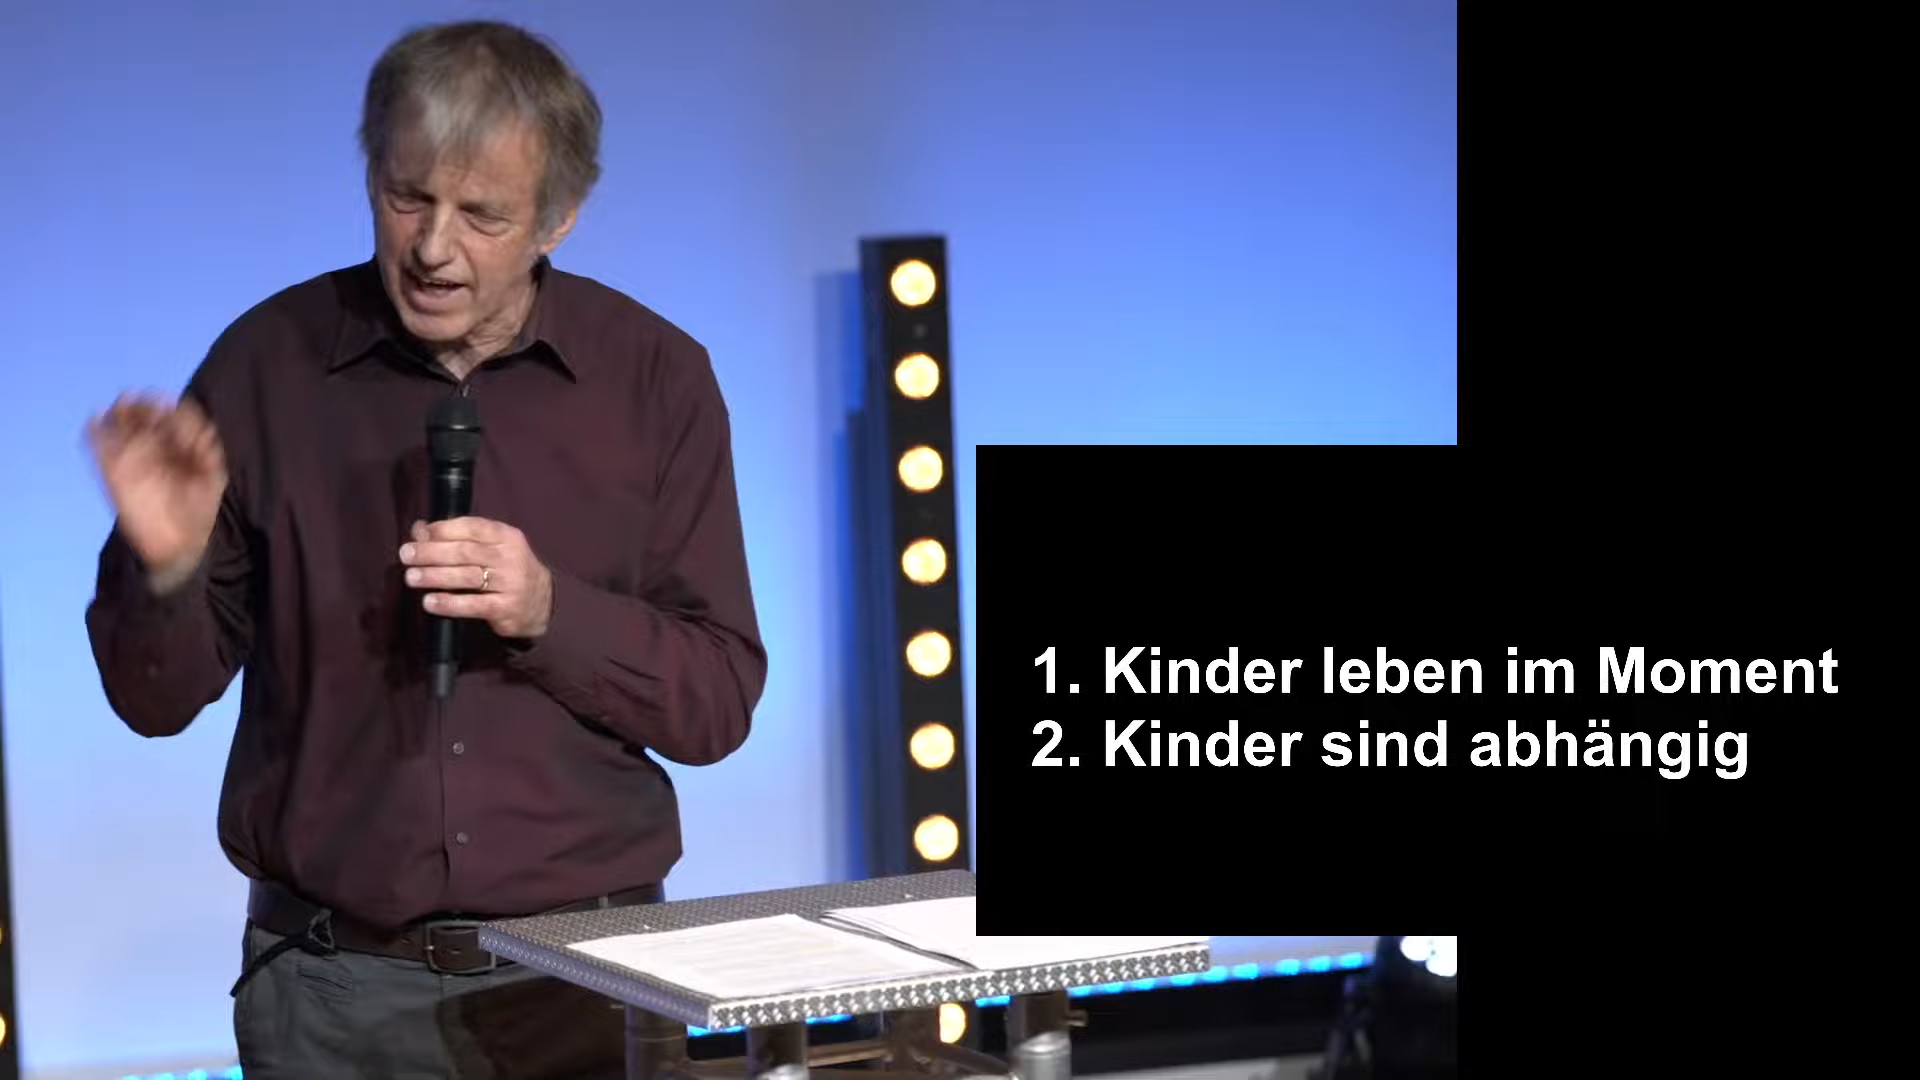 1. Kinder leben im Moment
2. Kinder sind abhängig